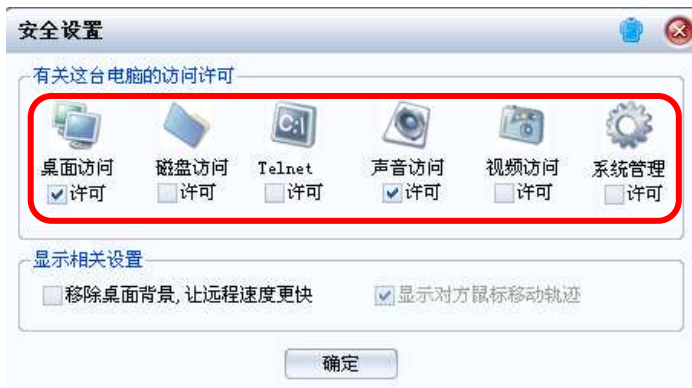 安全设置
有关这台电脑的访问许可
C:\
桌面访问 磁盘访问 Telnet 声音访问 视频访问 系统管理
许可 许可 许可 许可 许可 许可
显示相关设置
移除桌面背景,让远程速度更快 显示对方鼠标移动轨迹
确定